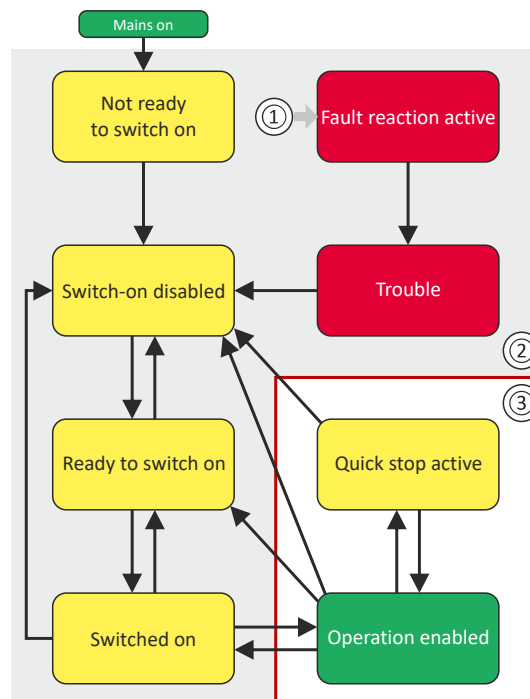 Mains on
Not ready
to switch on
①
Fault reaction active
Switch-on disabled
Trouble
②
③
Ready to switch on
Quick stop active
Switched on
Operation enabled